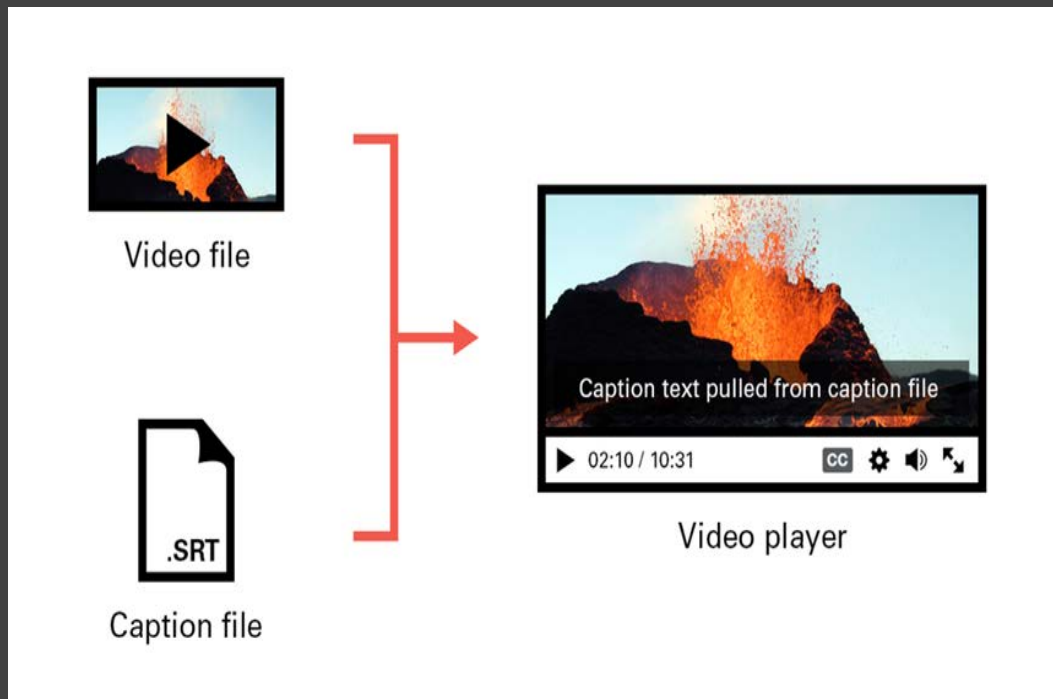 Video file
.SRT
Caption file
Caption text pulled from caption file
02:10 / 10:31
CC
Video player